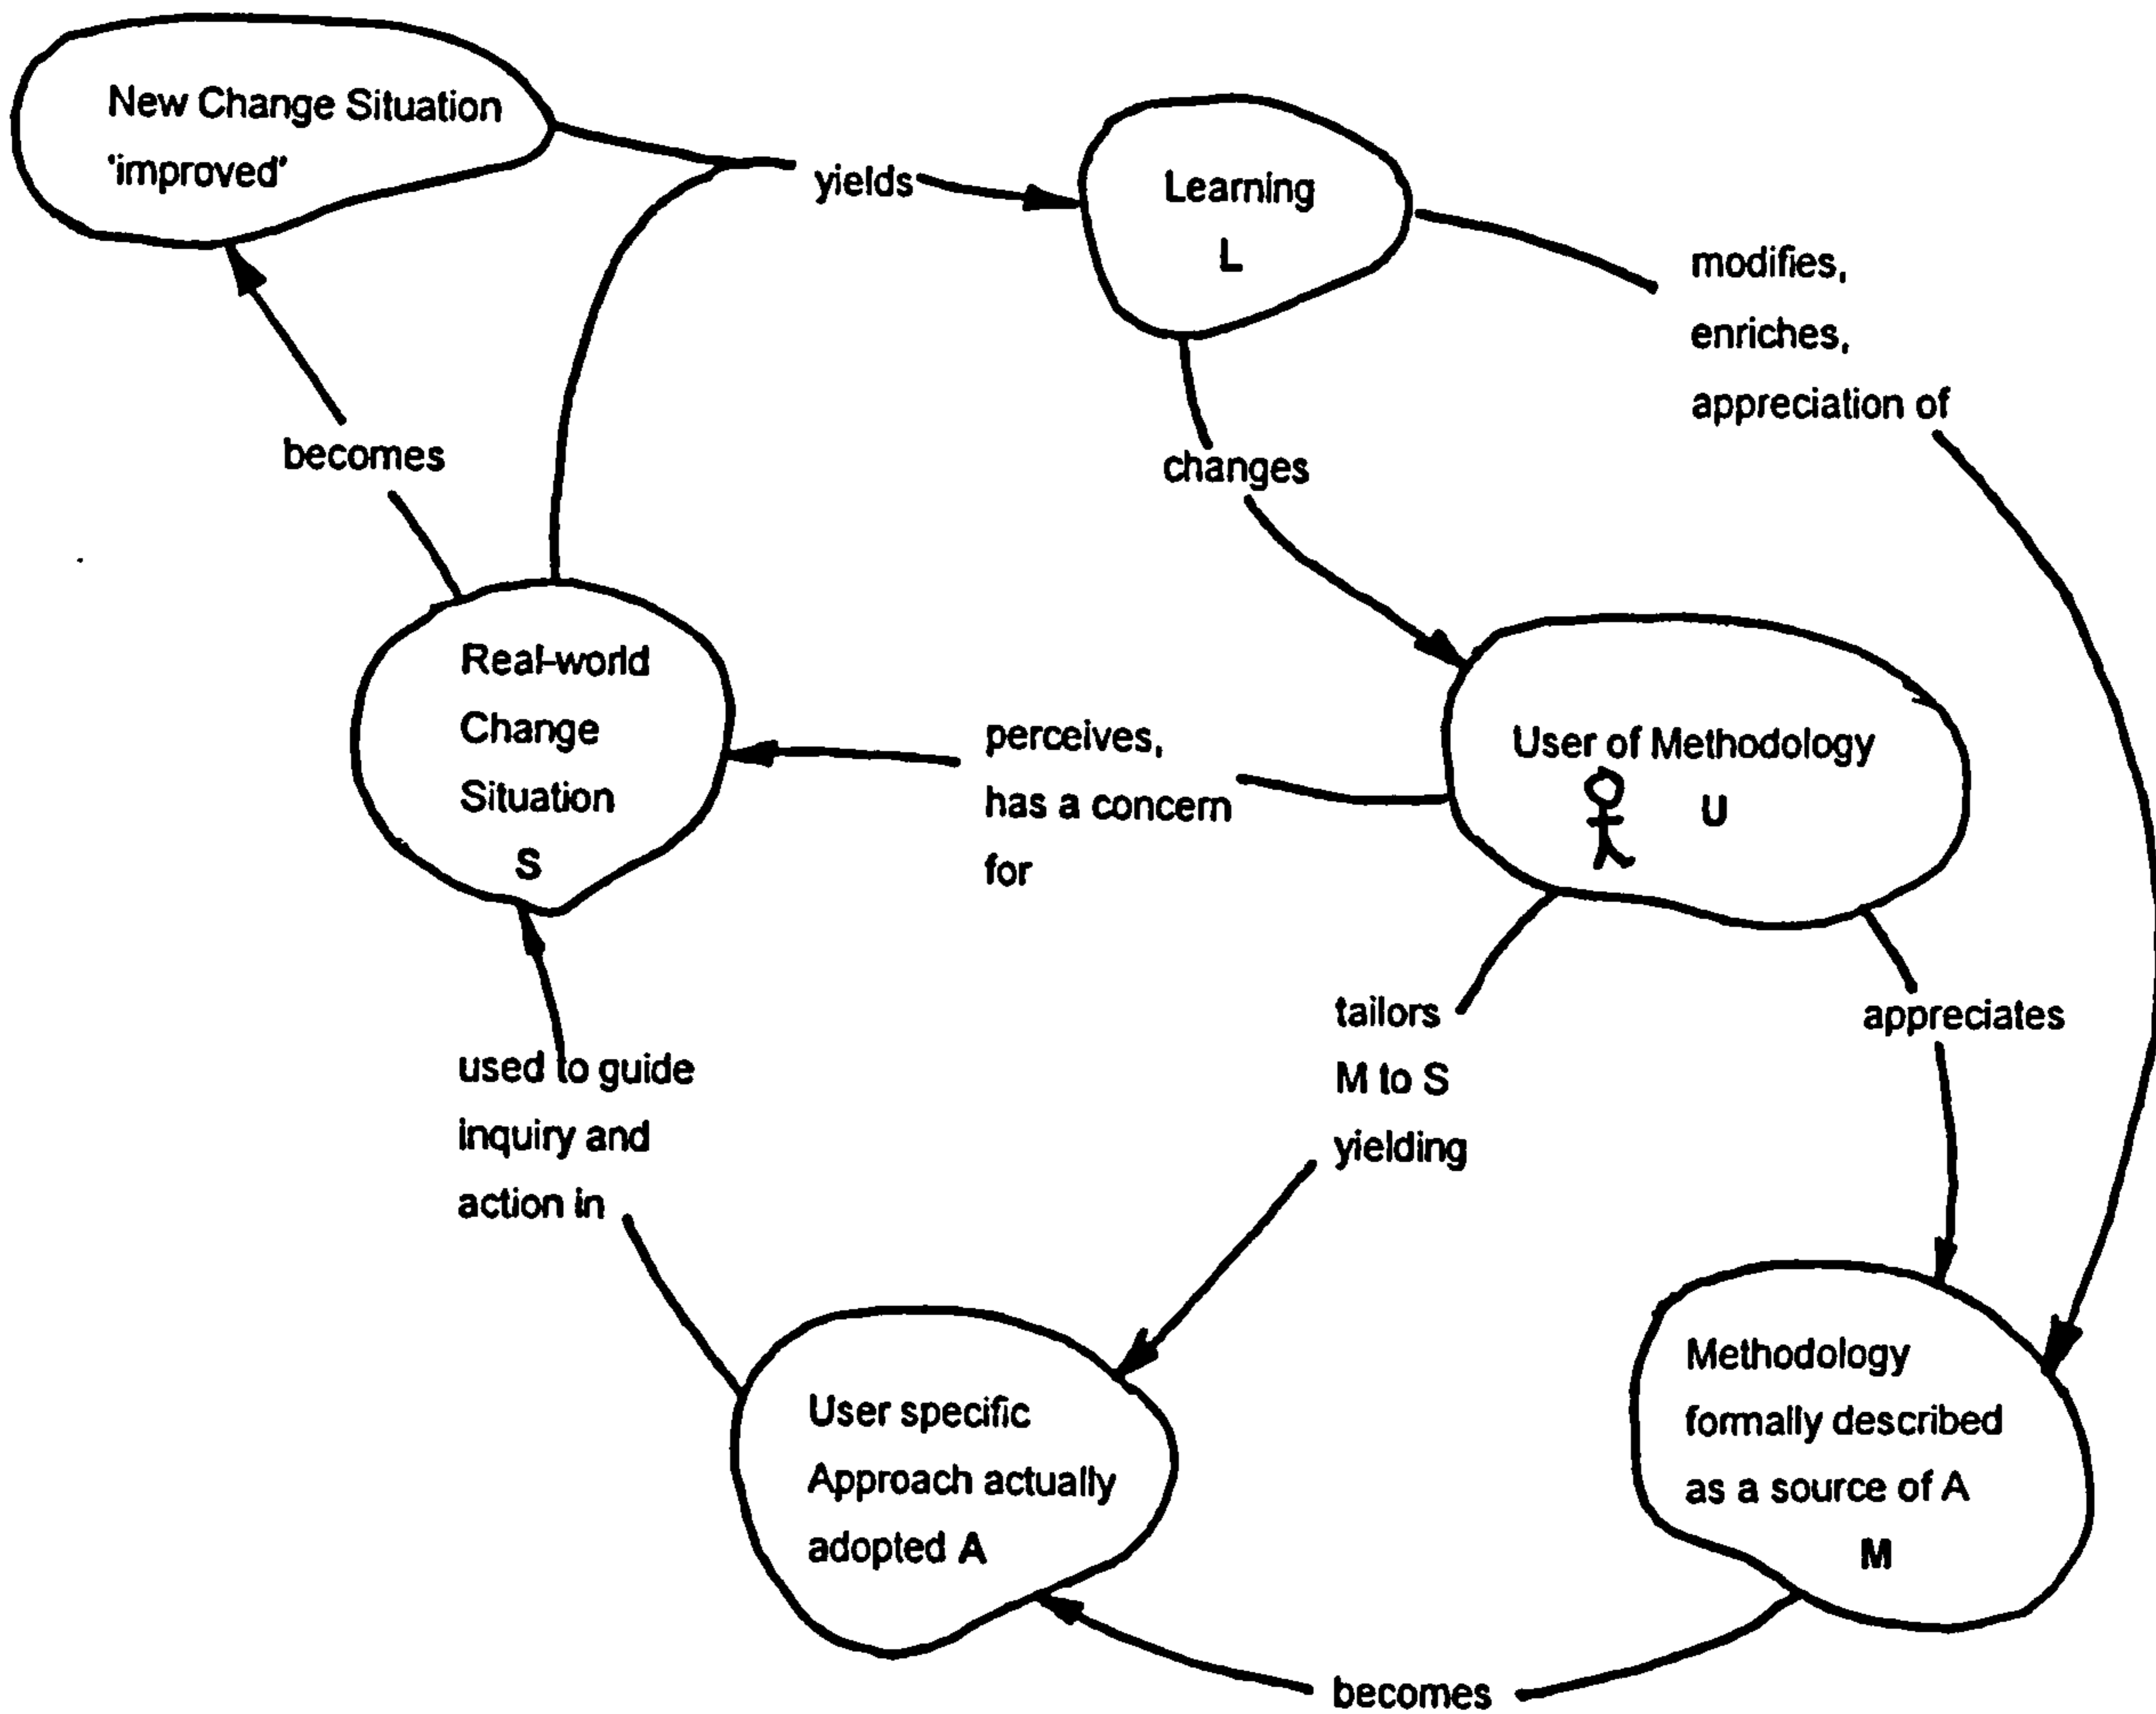 New Change Situation
'improved'
yields
Learning
L
modifies,
enriches,
appreciation of
becomes
changes
Real-world
Change
Situation
S
perceives,
has a concern
for
User of Methodology
U
tailors
M to S
yielding
appreciates
used to guide
inquiry and
action in
User specific
Approach actually
adopted A
Methodology
formally described
as a source of A
M
becomes